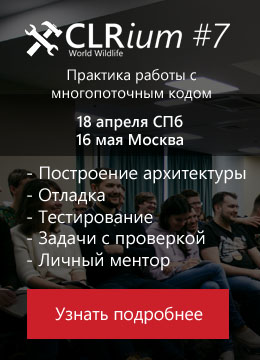 CLRium #7
World Wildlife
Практика работы с
многопоточным кодом
18 апреля СПб
16 мая Москва
- Построение архитектуры
- Отладка
- Тестирование
- Задачи с проверкой
- Личный ментор
Узнать подробнее